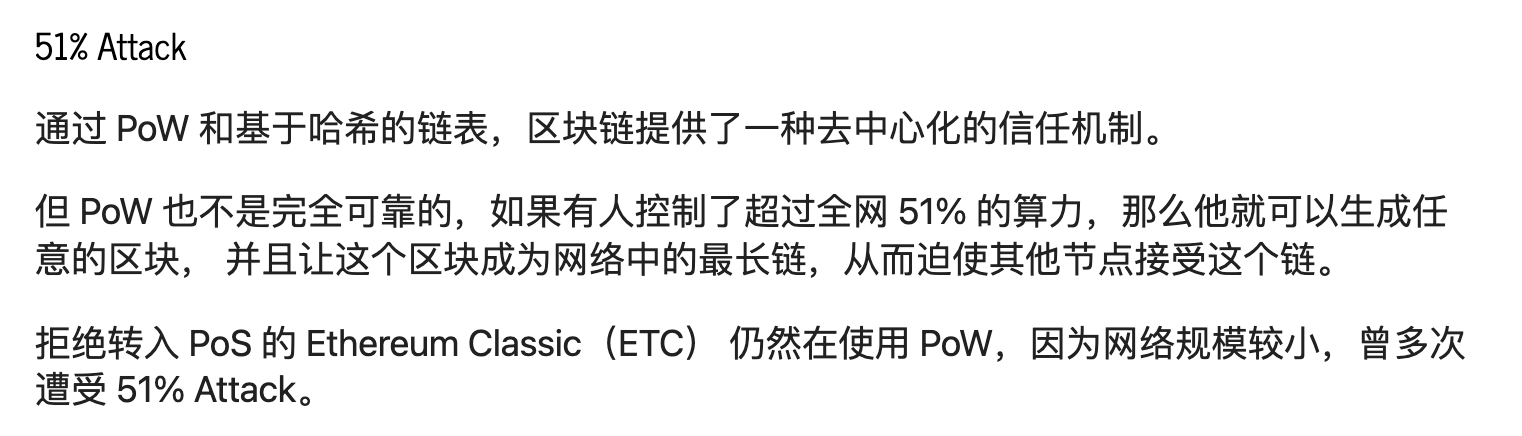 51% Attack
通过 PoW 和基于哈希的链表，区块链提供了一种去中心化的信任机制。
但 PoW 也不是完全可靠的，如果有人控制了超过全网 51% 的算力，那么他就可以生成任
意的区块， 并且让这个区块成为网络中的最长链，从而迫使其他节点接受这个链。
拒绝转入 PoS 的 Ethereum Classic（ETC） 仍然在使用 PoW，因为网络规模较小，曾多次
遭受 51% Attack。